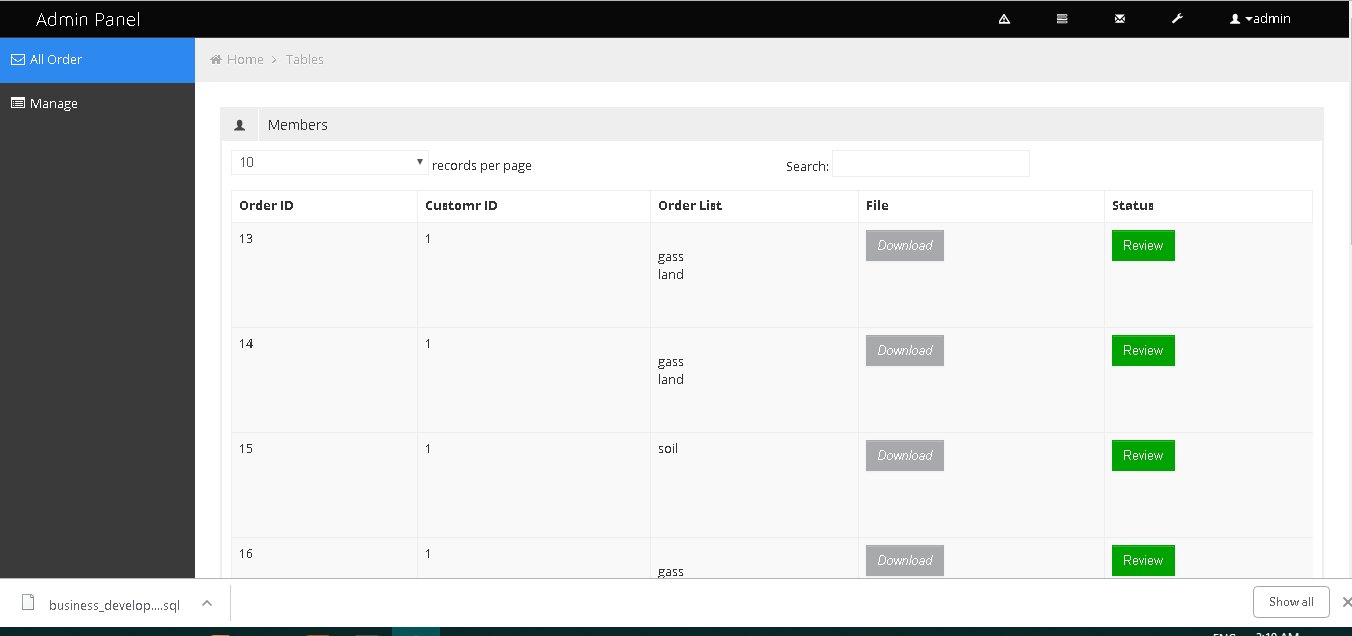 Admin Panel
admin
All Order
Home > Tables
Manage
Members
10 records per page
Search:
Order ID Customr ID Order List File Status
13 1 Download Review
gass
land
14 1 Download Review
gass
land
15 1 soil Download Review
16 1 Download Review
gass
business_develop....sql
Show all